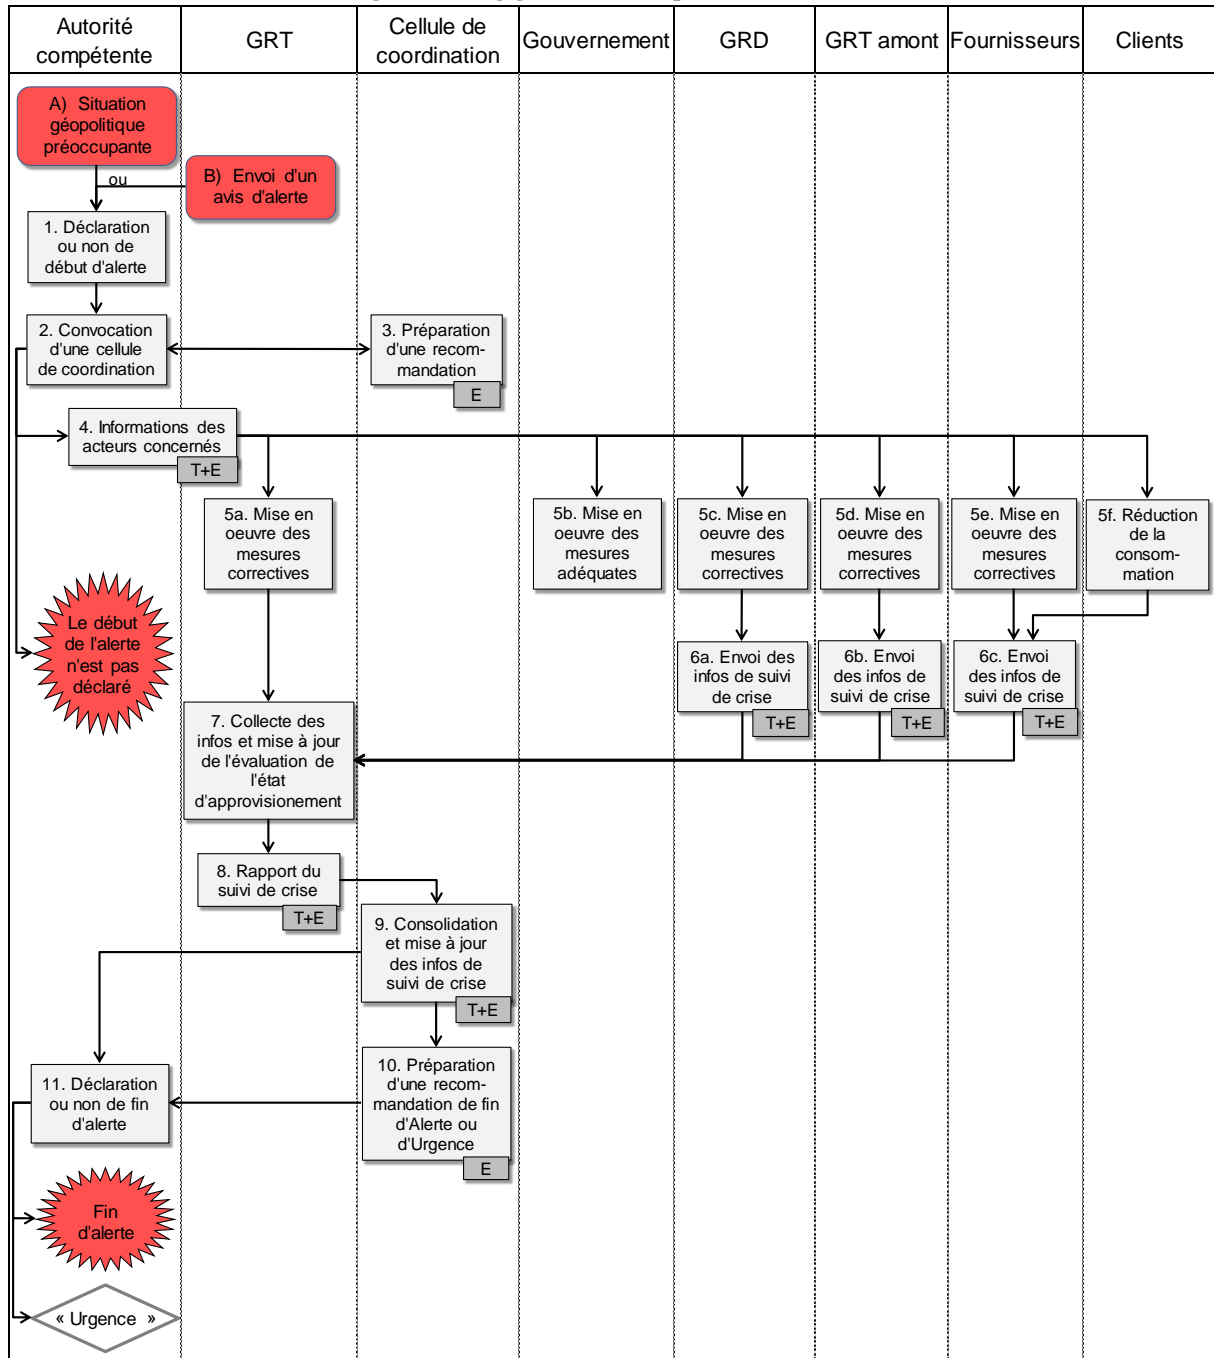 Autorité
compétente
GRT
Cellule de
coordination
Gouvernement
GRD
GRT amont
Fournisseurs
Clients
A) Situation
géopolitique
préoccupante
ou
B) Envoi d'un
avis d'alerte
1. Déclaration
ou non de
début d'alerte
2. Convocation
d'une cellule
de coordination
3. Préparation
d'une recom-
mandation
E
4. Informations des
acteurs concernés
T+E
5a. Mise en
oeuvre des
mesures
correctives
5b. Mise en
oeuvre des
mesures
adéquates
5c. Mise en
oeuvre des
mesures
correctives
5d. Mise en
oeuvre des
mesures
correctives
5e. Mise en
oeuvre des
mesures
correctives
5f. Réduction
de la
consom-
mation
Le début
de l'alerte
n'est pas
déclaré
6a. Envoi des
infos de suivi
de crise
T+E
6b. Envoi
des infos de
suivi de crise
T+E
6c. Envoi
des infos de
suivi de crise
T+E
7. Collecte des
infos et mise à jour
de l'évaluation de
l'état
d'approvisionement
8. Rapport du
suivi de crise
T+E
9. Consolidation
et mise à jour
des infos de
suivi de crise
T+E
10. Préparation
d'une recom-
mandation de fin
d'Alerte ou
d'Urgence
E
11. Déclaration
ou non de fin
d'alerte
Fin
d'alerte
« Urgence »